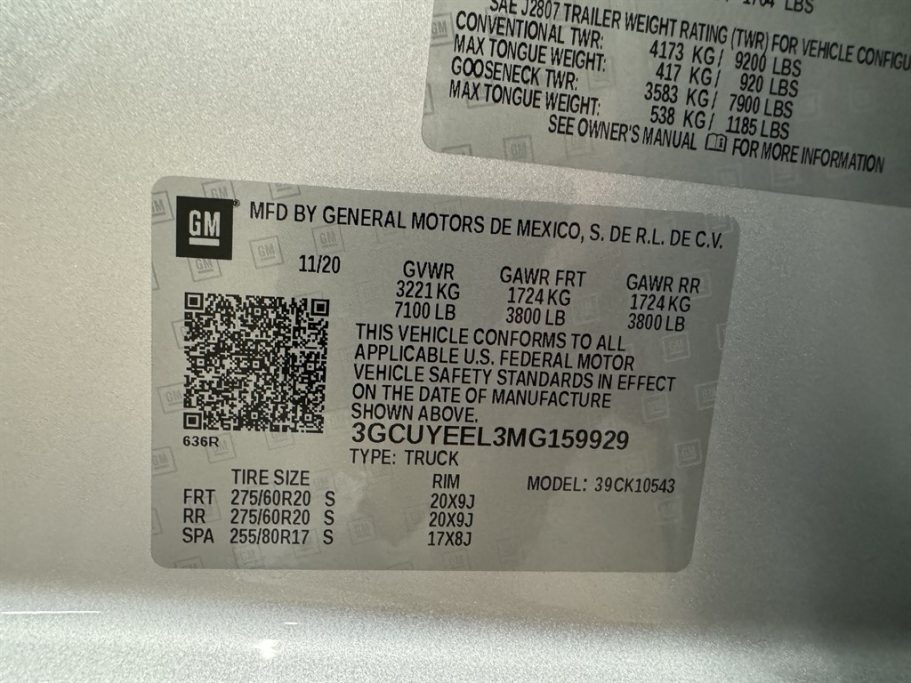 1704 LBS
SAE J2807 TRAILER WEIGHT RATING (TWR) FOR VEHICLE CONFIGU
CONVENTIONAL TWR: 4173 KG/ 9200 LBS
MAX TONGUE WEIGHT: 417 KG/ 920 LBS
GOOSENECK TWR: 3583 KG/ 7900 LBS
MAX TONGUE WEIGHT: 538 KG/ 1185 LBS
SEE OWNER'S MANUAL FOR MORE INFORMATION
GM® MFD BY GENERAL MOTORS DE MEXICO, S. DE R.L. DE C.V.
11/20 GVWR GAWR FRT GAWR RR
3221 KG 1724 KG 1724 KG
7100 LB 3800 LB 3800 LB
THIS VEHICLE CONFORMS TO ALL
APPLICABLE U.S. FEDERAL MOTOR
VEHICLE SAFETY STANDARDS IN EFFECT
ON THE DATE OF MANUFACTURE
SHOWN ABOVE.
636R 3GCUYEEL3MG159929
TYPE: TRUCK
TIRE SIZE RIM MODEL: 39CK10543
FRT 275/60R20 S 20X9J
RR 275/60R20 S 20X9J
SPA 255/80R17 S 17X8J